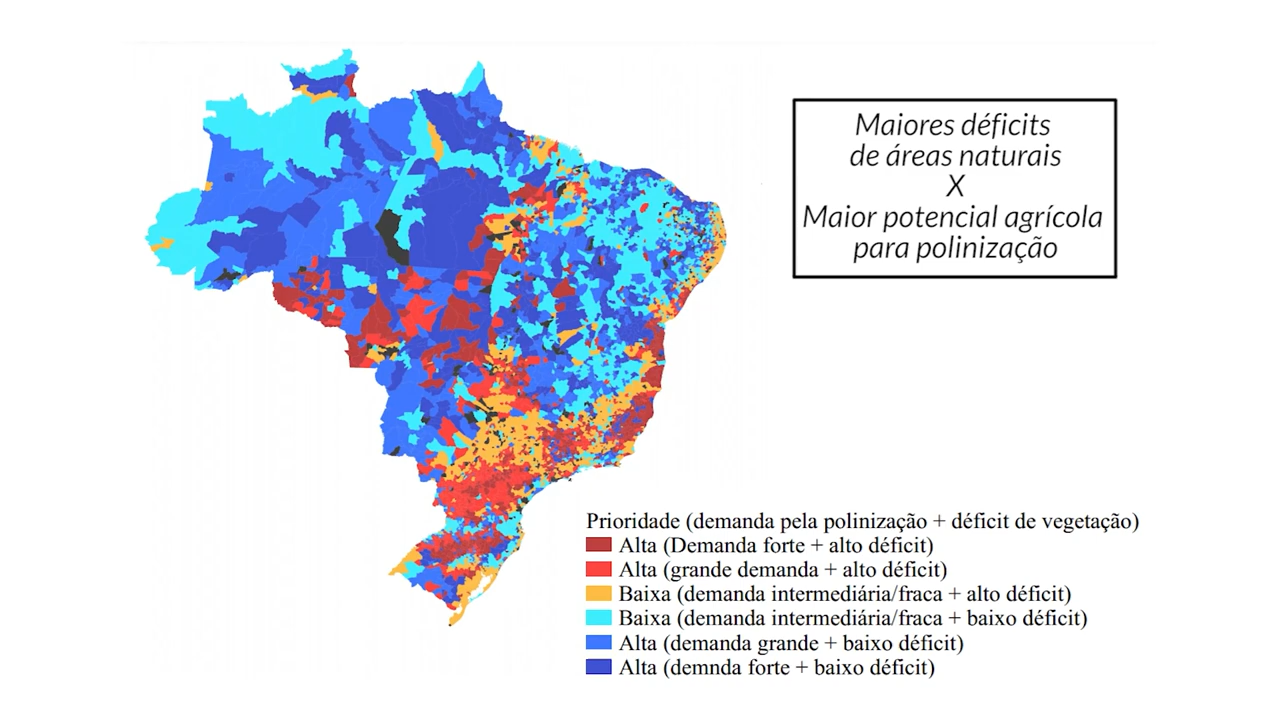 Maiores déficits
de áreas naturais
X
Maior potencial agrícola
para polinização
Prioridade (demanda pela polinização + déficit de vegetação)
Alta (Demanda forte + alto déficit)
Alta (grande demanda + alto déficit)
Baixa (demanda intermediária/fraca + alto déficit)
Baixa (demanda intermediária/fraca + baixo déficit)
Alta (demanda grande + baixo déficit)
Alta (demnda forte + baixo déficit)